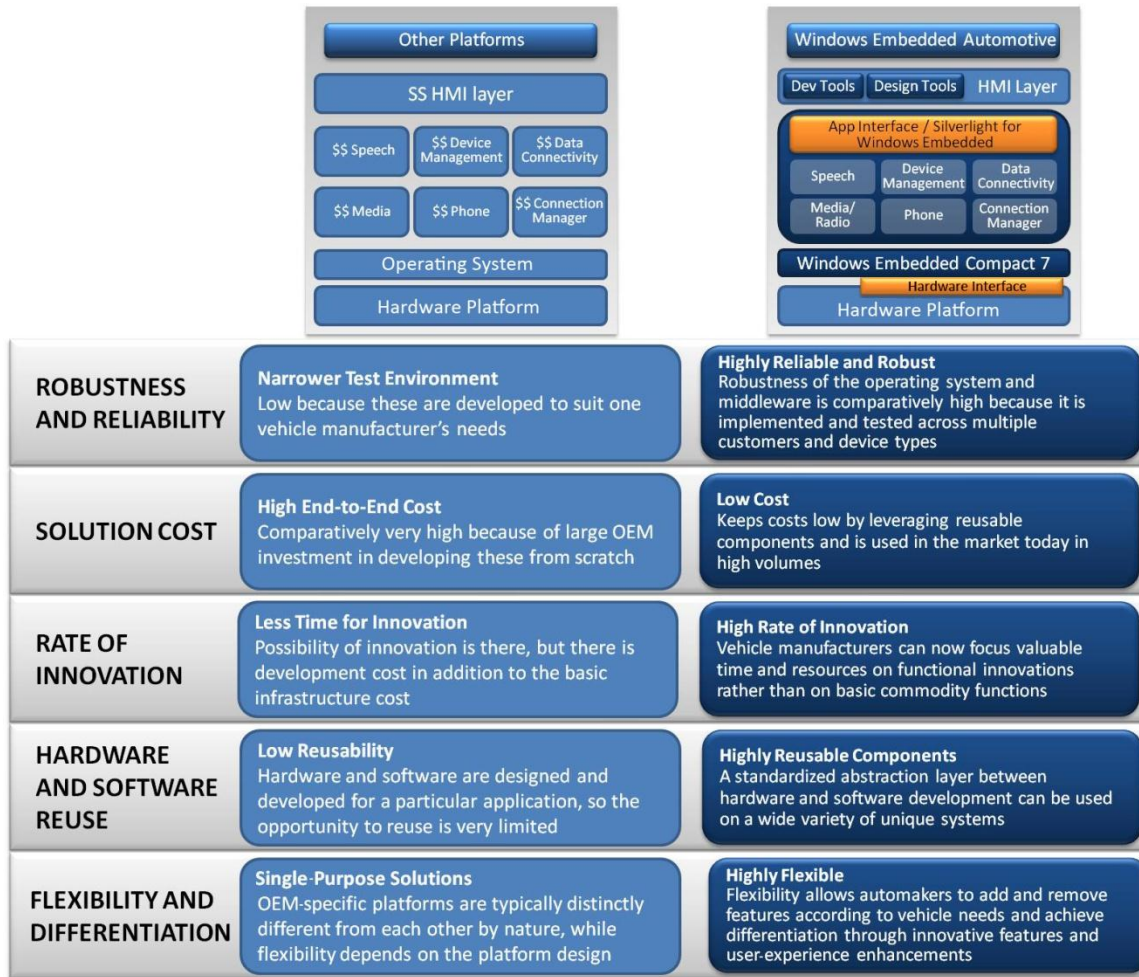 Other Platforms
SS HMI layer
$$ Speech
$$ Device
Management
$$ Data
Connectivity
$$ Media
$$ Phone
$$ Connection
Manager
Operating System
Hardware Platform
Windows Embedded Automotive
Dev Tools
Design Tools
HMI Layer
App Interface / Silverlight for
Windows Embedded
Speech
Device
Management
Data
Connectivity
Media/
Radio
Phone
Connection
Manager
Windows Embedded Compact 7
Hardware Interface
Hardware Platform
ROBUSTNESS
AND RELIABILITY
Narrower Test Environment
Low because these are developed to suit one
vehicle manufacturer's needs
Highly Reliable and Robust
Robustness of the operating system and
middleware is comparatively high because it is
implemented and tested across multiple
customers and device types
SOLUTION COST
High End-to-End Cost
Comparatively very high because of large OEM
investment in developing these from scratch
Low Cost
Keeps costs low by leveraging reusable
components and is used in the market today in
high volumes
RATE OF
INNOVATION
Less Time for Innovation
Possibility of innovation is there, but there is
development cost in addition to the basic
infrastructure cost
High Rate of Innovation
Vehicle manufacturers can now focus valuable
time and resources on functional innovations
rather than on basic commodity functions
HARDWARE
AND SOFTWARE
REUSE
Low Reusability
Hardware and software are designed and
developed for a particular application, so the
opportunity to reuse is very limited
Highly Reusable Components
A standardized abstraction layer between
hardware and software development can be used
on a wide variety of unique systems
FLEXIBILITY AND
DIFFERENTIATION
Single-Purpose Solutions
OEM-specific platforms are typically distinctly
different from each other by nature, while
flexibility depends on the platform design
Highly Flexible
Flexibility allows automakers to add and remove
features according to vehicle needs and achieve
differentiation through innovative features and
user-experience enhancements